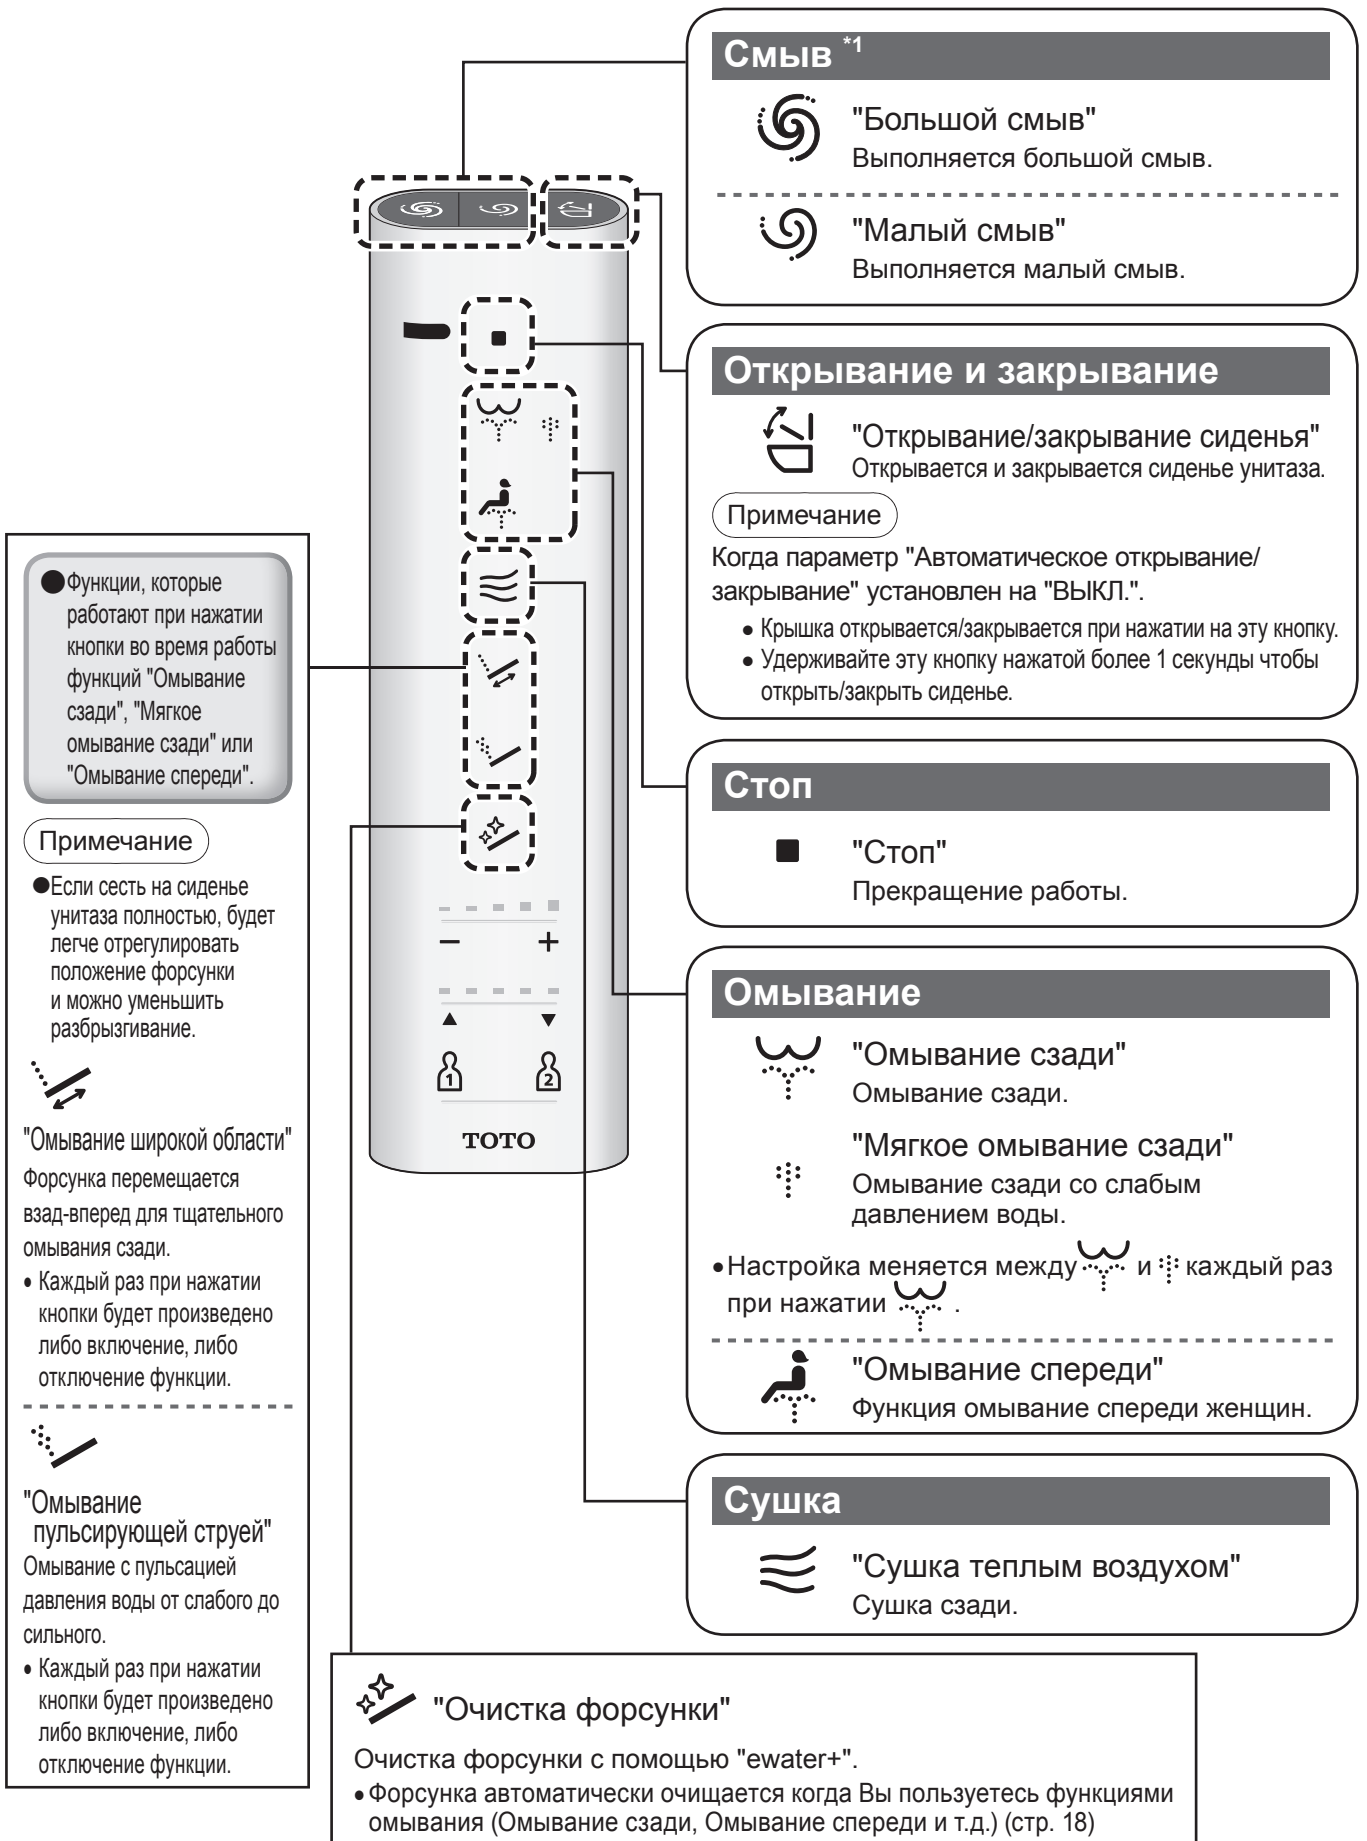 Смыв *1
"Большой смыв"
Выполняется большой смыв.
"Малый смыв"
Выполняется малый смыв.
Открывание и закрывание
"Открывание/закрывание сиденья"
Открывается и закрывается сиденье унитаза.
Примечание
Когда параметр "Автоматическое открывание/
закрывание" установлен на "ВЫКЛ.".
• Крышка открывается/закрывается при нажатии на эту кнопку.
• Удерживайте эту кнопку нажатой более 1 секунды чтобы
открыть/закрыть сиденье.
Стоп
"Стоп"
Прекращение работы.
Омывание
"Омывание сзади"
Омывание сзади.
"Мягкое омывание сзади"
Омывание сзади со слабым
давлением воды.
•Настройка меняется между и каждый раз
при нажатии .
"Омывание спереди"
Функция омывание спереди женщин.
Сушка
"Сушка теплым воздухом"
Сушка сзади.
●Функции, которые
работают при нажатии
кнопки во время работы
функций "Омывание
сзади", "Мягкое
омывание сзади" или
"Омывание спереди".
Примечание
●Если сесть на сиденье
унитаза полностью, будет
легче отрегулировать
положение форсунки
и можно уменьшить
разбрызгивание.
"Омывание широкой области"
Форсунка перемещается
взад-вперед для тщательного
омывания сзади.
• Каждый раз при нажатии
кнопки будет произведено
либо включение, либо
отключение функции.
"Омывание
пульсирующей струей"
Омывание с пульсацией
давления воды от слабого до
сильного.
• Каждый раз при нажатии
кнопки будет произведено
либо включение, либо
отключение функции.
− +
▲ ▼
1 2
TOTO
"Очистка форсунки"
Очистка форсунки с помощью "ewater+".
• Форсунка автоматически очищается когда Вы пользуетесь функциями
омывания (Омывание сзади, Омывание спереди и т.д.) (стр. 18)